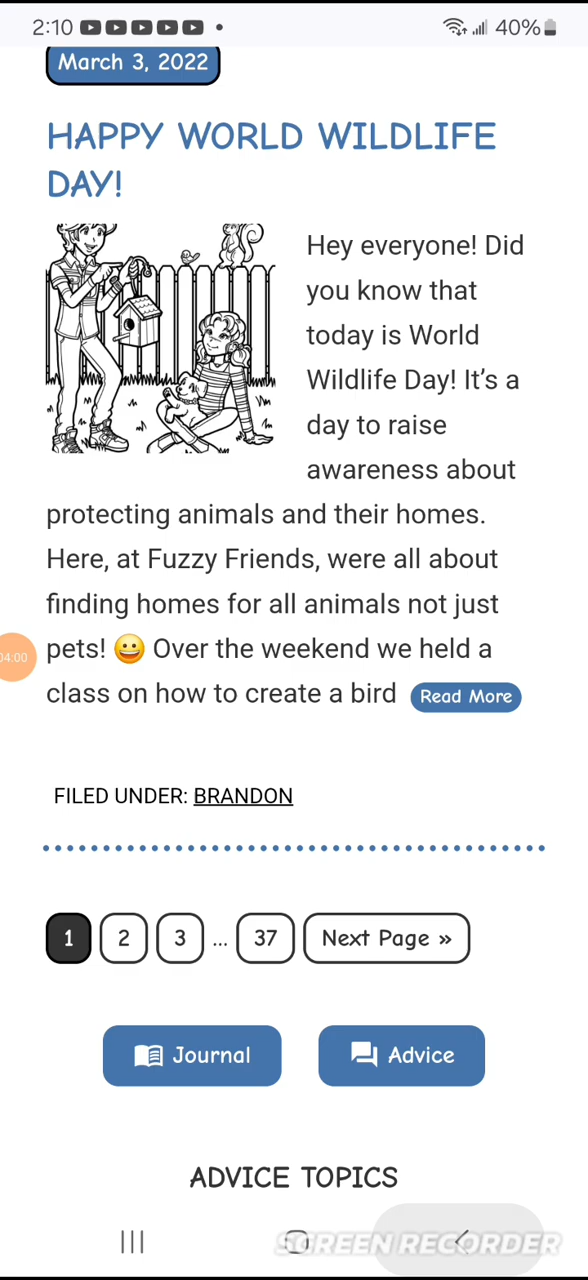 2:10
40%
March 3, 2022
HAPPY WORLD WILDLIFE
DAY!
Hey everyone! Did
you know that
today is World
Wildlife Day! It’s a
day to raise
awareness about
protecting animals and their homes.
Here, at Fuzzy Friends, were all about
finding homes for all animals not just
pets! 😀 Over the weekend we held a
04:00
class on how to create a bird Read More
FILED UNDER: BRANDON
1 2 3 ... 37 Next Page »
Journal Advice
ADVICE TOPICS
SCREEN RECORDER